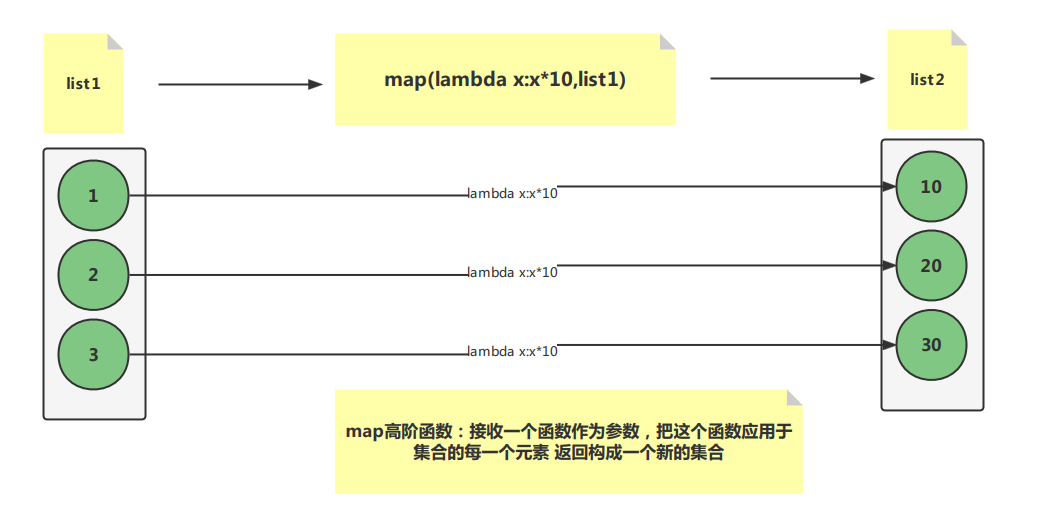 list1
map(lambda x:x*10,list1)
list2
1
lambda x:x*10
10
2
lambda x:x*10
20
3
lambda x:x*10
30
map高阶函数：接收一个函数作为参数，把这个函数应用于
集合的每一个元素 返回构成一个新的集合